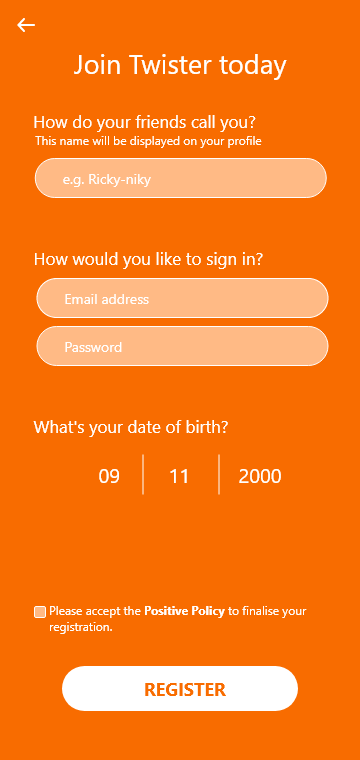 Join Twister today
How do your friends call you?
This name will be displayed on your profile
e.g. Ricky-niky
How would you like to sign in?
Email address
Password
What's your date of birth?
09 11 2000
Please accept the Positive Policy to finalise your
registration.
REGISTER